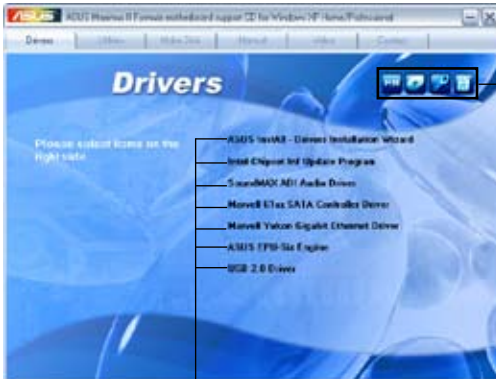 ASUS Maximus II Formula motherboard support CD for Windows XP Home/Professional
Drivers Utilities Make Disk Manual Video Contact
Drivers
Please select items on the
right side
ASUS InstAll - Drivers Installation Wizard
Intel Chipset Inf Update Program
SoundMAX ADI Audio Driver
Marvell 61xx SATA Controller Driver
Marvell Yukon Gigabit Ethernet Driver
ASUS EPU-Six Engine
USB 2.0 Driver